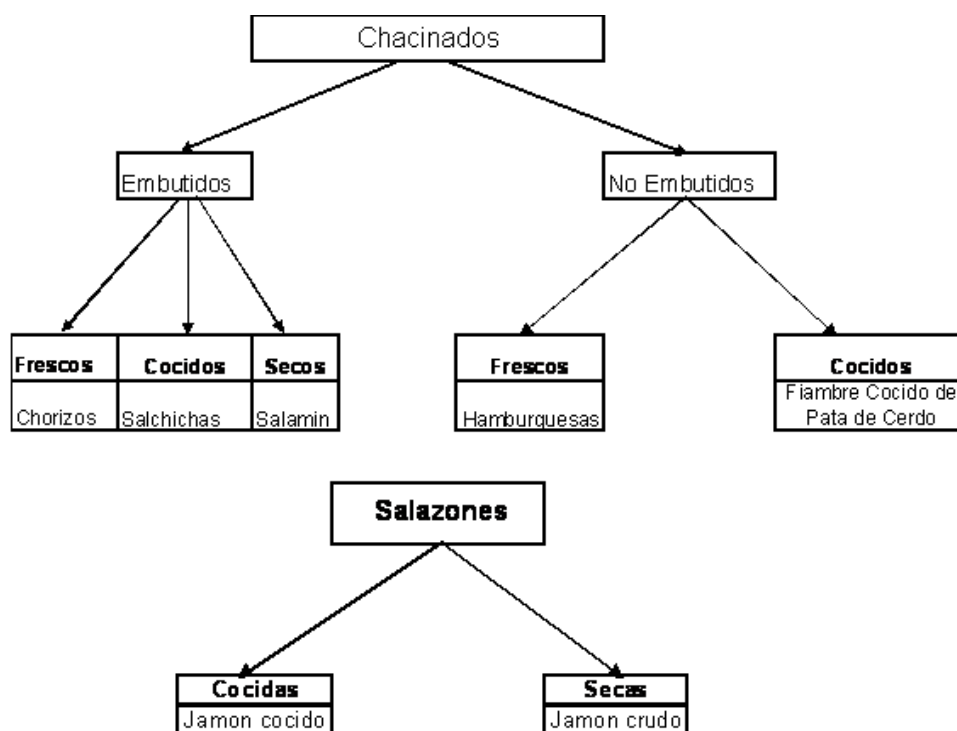 Chacinados
Embutidos
No Embutidos
Frescos
Cocidos
Secos
Chorizos
Salchichas
Salamin
Frescos
Hamburquesas
Cocidos
Fiambre Cocido de
Pata de Cerdo
Salazones
Cocidas
Jamon cocido
Secas
Jamon crudo